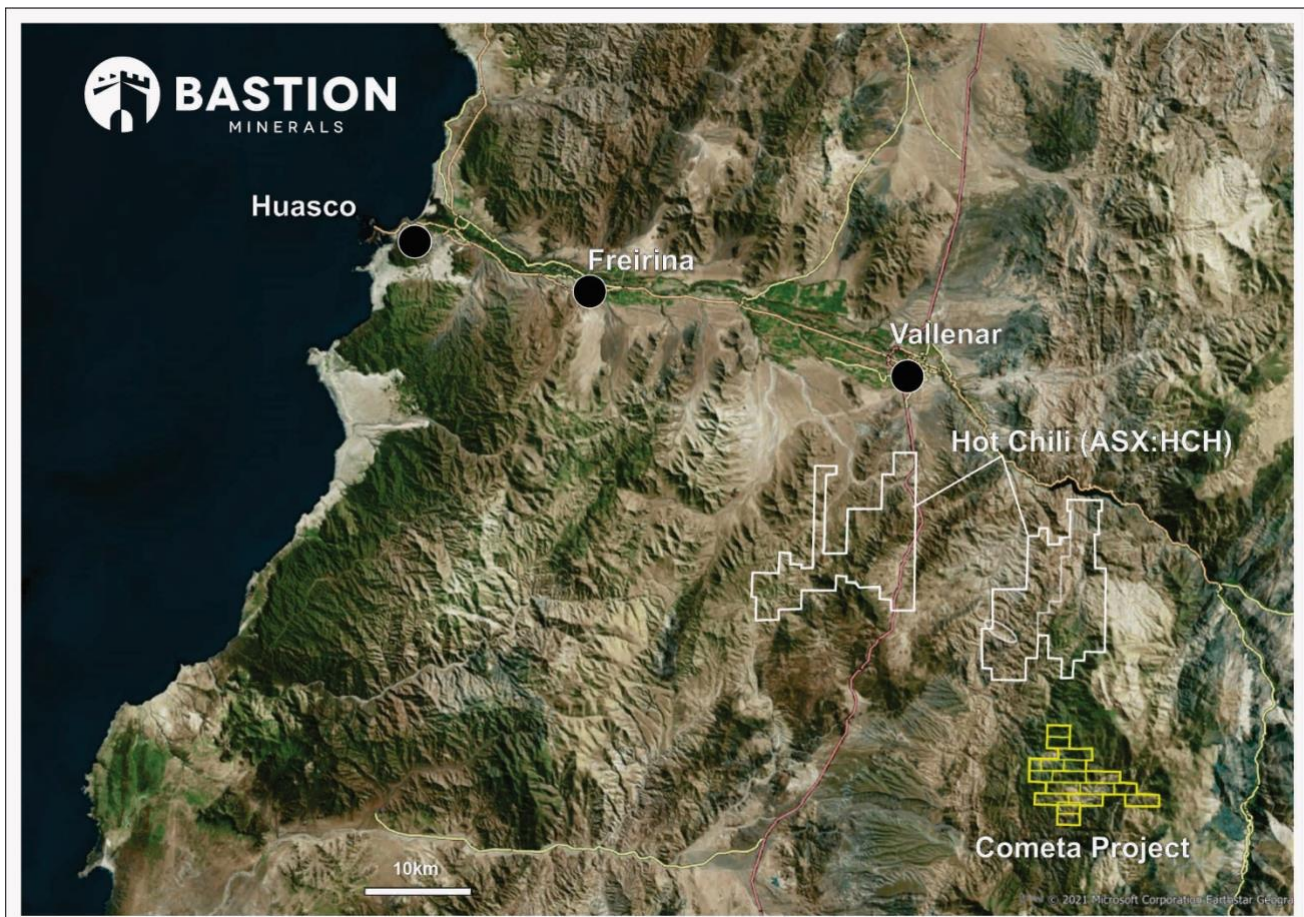 BASTION
MINERALS
Huasco
Freirina
Vallenar
Hot Chili (ASX:HCH)
Cometa Project
10km
© 2021 Microsoft Corporation Earthstar Geogra